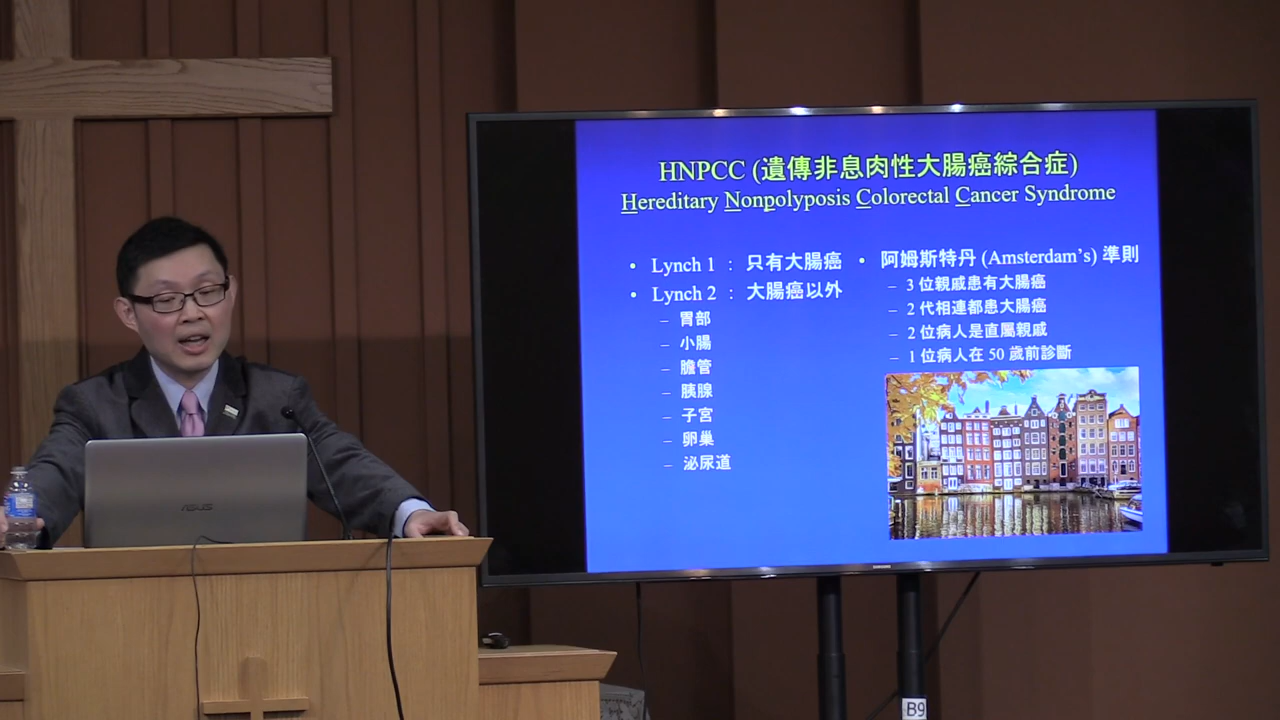 HNPCC (遺傳非息肉性大腸癌綜合症)
Hereditary Nonpolyposis Colorectal Cancer Syndrome
• Lynch 1 : 只有大腸癌
• Lynch 2 : 大腸癌以外
– 胃部
– 小腸
– 膽管
– 胰腺
– 子宮
– 卵巢
– 泌尿道
• 阿姆斯特丹 (Amsterdam's) 準則
– 3 位親戚患有大腸癌
– 2 代相連都患大腸癌
– 2 位病人是直屬親戚
– 1 位病人在 50 歲前診斷
ASUS
SAMSUNG
B9